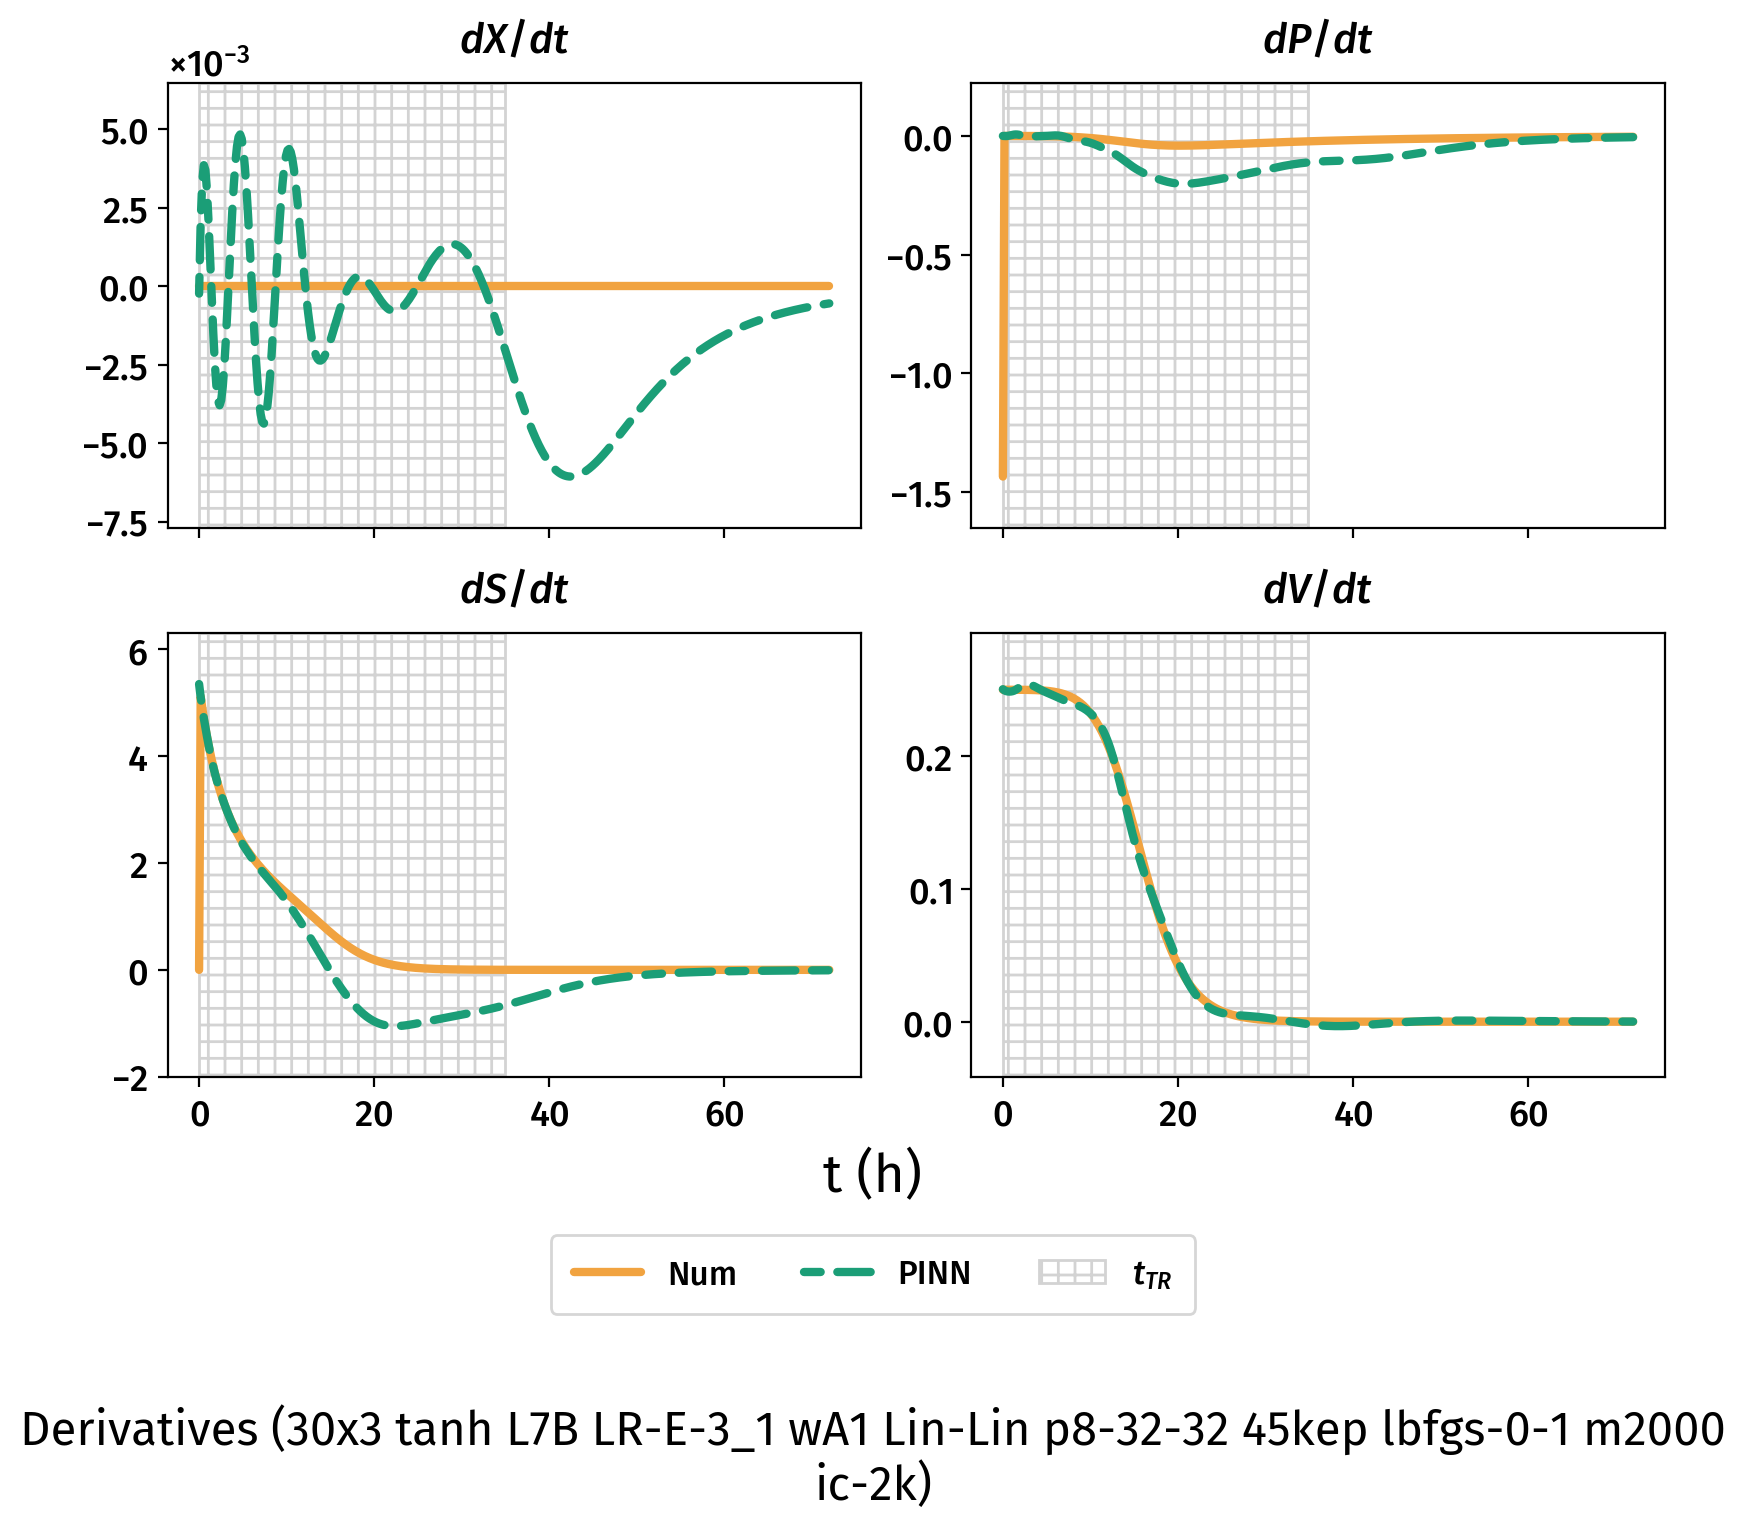 dX/dt
dP/dt
×10⁻³
5.0
2.5
0.0
−2.5
−5.0
−7.5
0.0
−0.5
−1.0
−1.5
dS/dt
dV/dt
6
4
2
0
−2
0.2
0.1
0.0
0 20 40 60
0 20 40 60
t (h)
Num PINN t_TR
Derivatives (30x3 tanh L7B LR-E-3_1 wA1 Lin-Lin p8-32-32 45kep lbfgs-0-1 m2000
ic-2k)